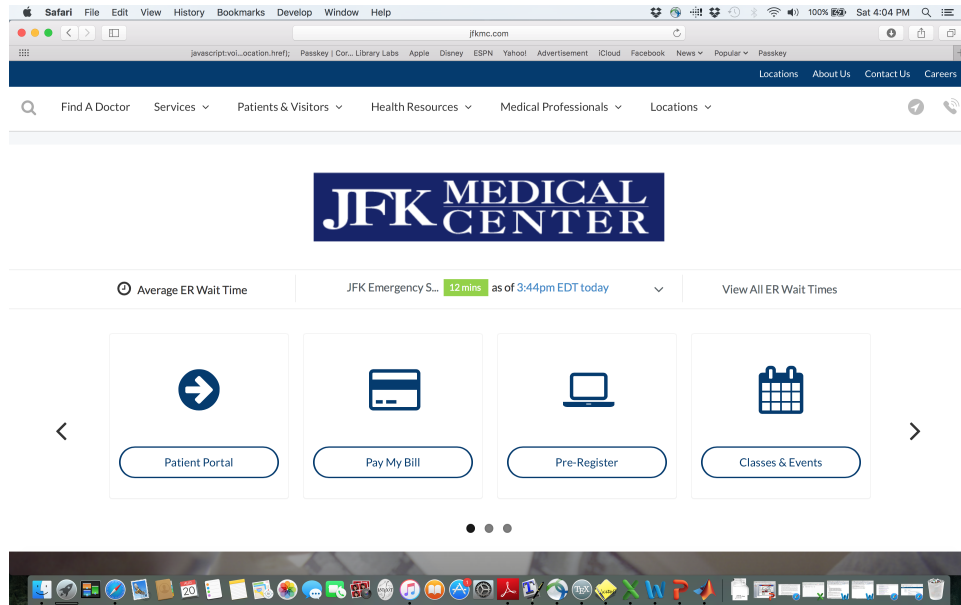 Safari File Edit View History Bookmarks Develop Window Help 100% Sat 4:04 PM
jfkmc.com
javascript:voi...ocation.href); Passkey | Cor... Library Labs Apple Disney ESPN Yahoo! Advertisement iCloud Facebook News Popular Passkey
Locations About Us Contact Us Careers
Find A Doctor Services Patients & Visitors Health Resources Medical Professionals Locations
JFK MEDICAL
CENTER
Average ER Wait Time JFK Emergency S... 12 mins as of 3:44pm EDT today View All ER Wait Times
Patient Portal Pay My Bill Pre-Register Classes & Events